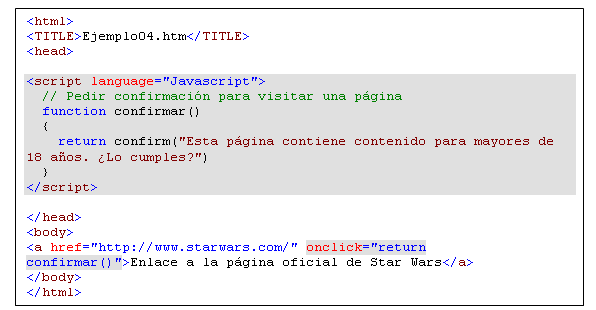 <html>
<TITLE>Ejemplo04.htm</TITLE>
<head>
<script language="Javascript">
// Pedir confirmación para visitar una página
function confirmar()
{
return confirm("Esta página contiene contenido para mayores de
18 años. ¿Lo cumples?")
}
</script>
</head>
<body>
<a href="http://www.starwars.com/" onclick="return
confirmar()">Enlace a la página oficial de Star Wars</a>
</body>
</html>